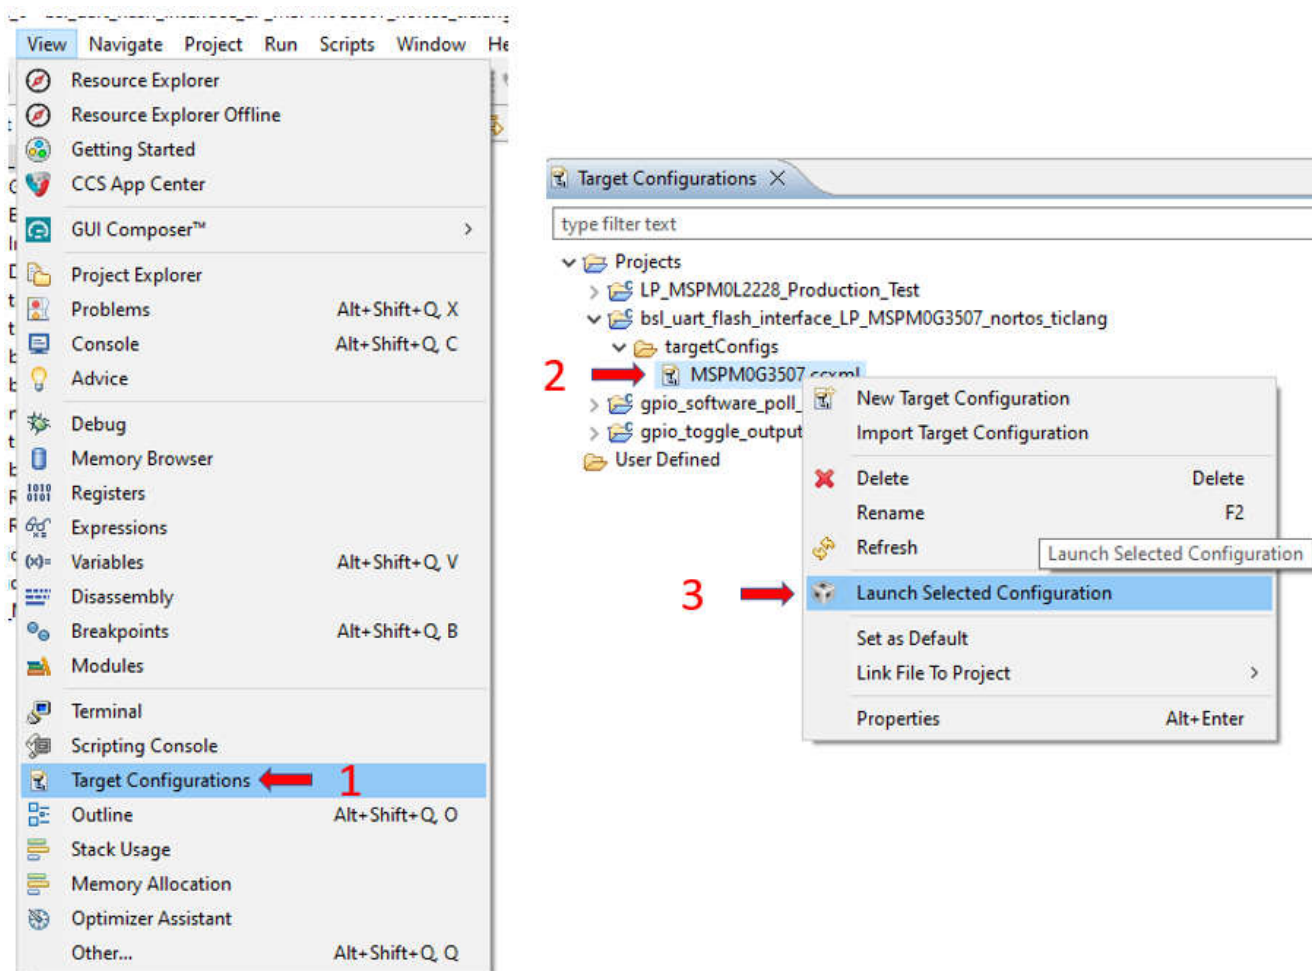 View Navigate Project Run Scripts Window He
Resource Explorer
Resource Explorer Offline
Getting Started
CCS App Center
GUI Composer™ >
Project Explorer
Problems Alt+Shift+Q, X
Console Alt+Shift+Q, C
Advice
Debug
Memory Browser
Registers
Expressions
Variables Alt+Shift+Q, V
Disassembly
Breakpoints Alt+Shift+Q, B
Modules
Terminal
Scripting Console
Target Configurations 1
Outline Alt+Shift+Q, O
Stack Usage
Memory Allocation
Optimizer Assistant
Other... Alt+Shift+Q, Q
Target Configurations
type filter text
Projects
LP_MSPM0L2228_Production_Test
bsl_uart_flash_interface_LP_MSPM0G3507_nortos_ticlang
targetConfigs
2 MSPM0G3507.ccxml
gpio_software_poll_
gpio_toggle_output
User Defined
New Target Configuration
Import Target Configuration
Delete Delete
Rename F2
Refresh
Launch Selected Configuration
3 Launch Selected Configuration
Set as Default
Link File To Project >
Properties Alt+Enter